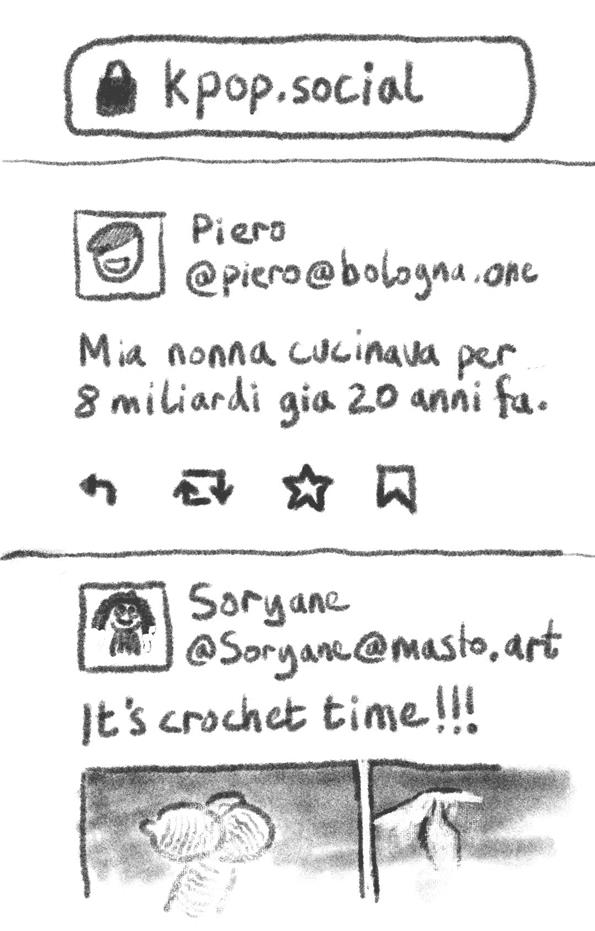 kpop.social
Piero
@piero@bologna.one
Mia nonna cucinava per
8 miliardi gia 20 anni fa.
Soryane
@Soryane@masto.art
It's crochet time!!!